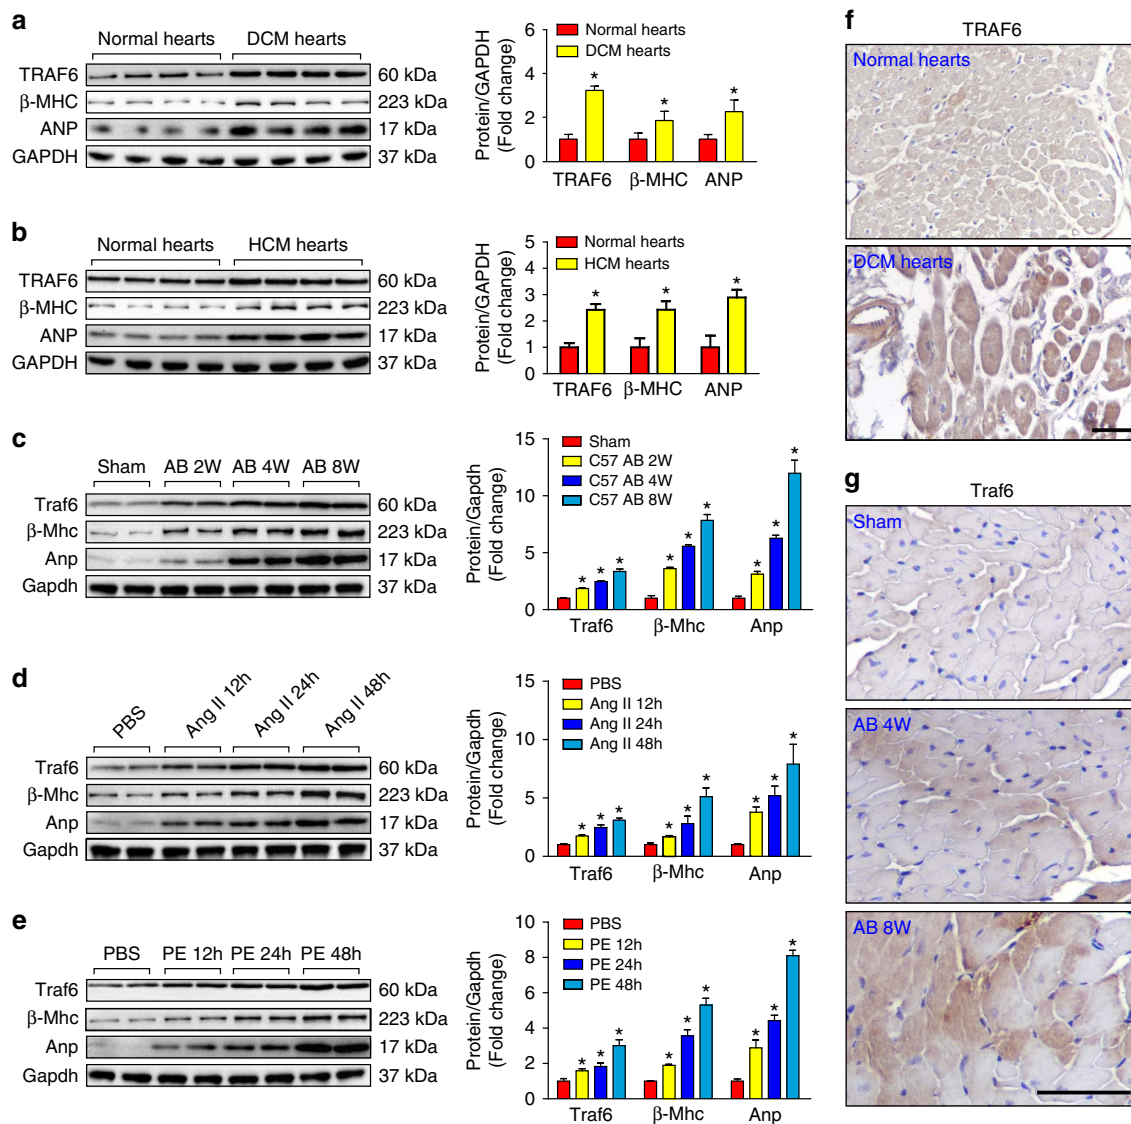 a
Normal hearts DCM hearts
TRAF6 60 kDa
β-MHC 223 kDa
ANP 17 kDa
GAPDH 37 kDa
Protein/GAPDH
(Fold change)
6
4
2
0
Normal hearts
DCM hearts
* * *
TRAF6 β-MHC ANP
b
Normal hearts HCM hearts
TRAF6 60 kDa
β-MHC 223 kDa
ANP 17 kDa
GAPDH 37 kDa
Protein/GAPDH
(Fold change)
5
4
3
2
1
0
Normal hearts
HCM hearts
* * *
TRAF6 β-MHC ANP
c
Sham AB 2W AB 4W AB 8W
Traf6 60 kDa
β-Mhc 223 kDa
Anp 17 kDa
Gapdh 37 kDa
Protein/Gapdh
(Fold change)
15
10
5
0
Sham
C57 AB 2W
C57 AB 4W
C57 AB 8W
* * * * * * * * *
Traf6 β-Mhc Anp
d
PBS Ang II 12h Ang II 24h Ang II 48h
Traf6 60 kDa
β-Mhc 223 kDa
Anp 17 kDa
Gapdh 37 kDa
Protein/Gapdh
(Fold change)
15
10
5
0
PBS
Ang II 12h
Ang II 24h
Ang II 48h
* * * * * * * * *
Traf6 β-Mhc Anp
e
PBS PE 12h PE 24h PE 48h
Traf6 60 kDa
β-Mhc 223 kDa
Anp 17 kDa
Gapdh 37 kDa
Protein/Gapdh
(Fold change)
10
8
6
4
2
0
PBS
PE 12h
PE 24h
PE 48h
* * * * * * * * *
Traf6 β-Mhc Anp
f
TRAF6
Normal hearts
DCM hearts
g
Traf6
Sham
AB 4W
AB 8W